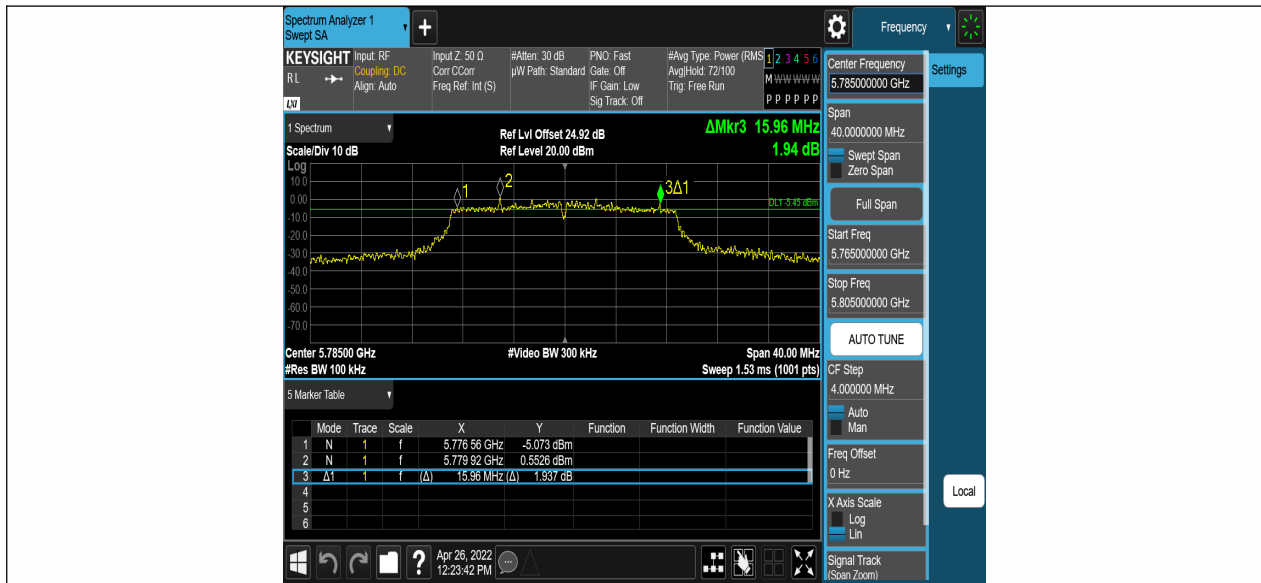 Spectrum Analyzer 1
Swept SA
+
Frequency
KEYSIGHT
RL
LXI
Input: RF
Coupling: DC
Align: Auto
Input Z: 50 Ω
Corr CCorr
Freq Ref: Int (S)
#Atten: 30 dB
µW Path: Standard
PNO: Fast
Gate: Off
IF Gain: Low
Sig Track: Off
#Avg Type: Power (RMS
Avg|Hold: 72/100
Trig: Free Run
1 2 3 4 5 6
M W W W W W
P P P P P P
1 Spectrum
Scale/Div 10 dB
Ref Lvl Offset 24.92 dB
Ref Level 20.00 dBm
ΔMkr3 15.96 MHz
1.94 dB
Log
10.0
0.00
-10.0
-20.0
-30.0
-40.0
-50.0
-60.0
-70.0
1
2
3Δ1
DL1 -5.45 dBm
Center 5.78500 GHz
#Res BW 100 kHz
#Video BW 300 kHz
Span 40.00 MHz
Sweep 1.53 ms (1001 pts)
5 Marker Table
Mode Trace Scale X Y Function Function Width Function Value
1 N 1 f 5.776 56 GHz -5.073 dBm
2 N 1 f 5.779 92 GHz 0.5526 dBm
3 Δ1 1 f (Δ) 15.96 MHz (Δ) 1.937 dB
4
5
6
?
Apr 26, 2022
12:23:42 PM
Center Frequency
5.785000000 GHz
Span
40.0000000 MHz
Swept Span
Zero Span
Full Span
Start Freq
5.765000000 GHz
Stop Freq
5.805000000 GHz
AUTO TUNE
CF Step
4.000000 MHz
Auto
Man
Freq Offset
0 Hz
X Axis Scale
Log
Lin
Signal Track
(Span Zoom)
Settings
Local